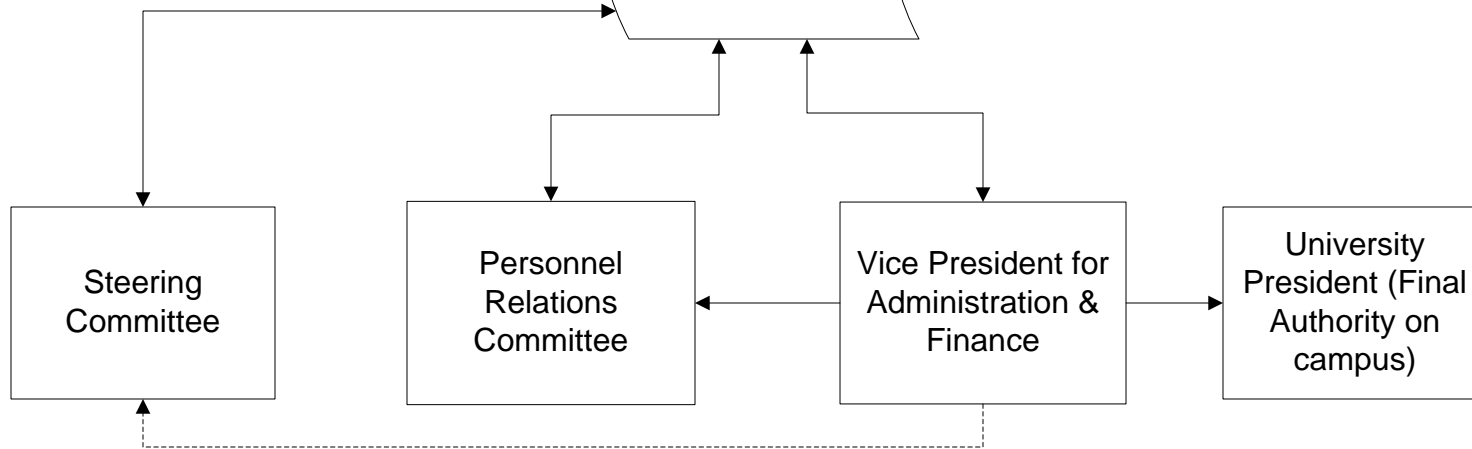 Steering
Committee
Personnel
Relations
Committee
Vice President for
Administration &
Finance
University
President (Final
Authority on
campus)